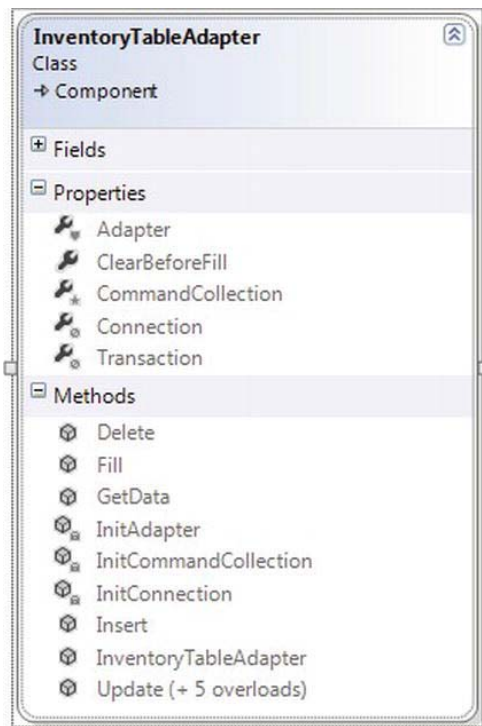 InventoryTableAdapter
Class
→ Component
Fields
Properties
Adapter
ClearBeforeFill
CommandCollection
Connection
Transaction
Methods
Delete
Fill
GetData
InitAdapter
InitCommandCollection
InitConnection
Insert
InventoryTableAdapter
Update (+ 5 overloads)